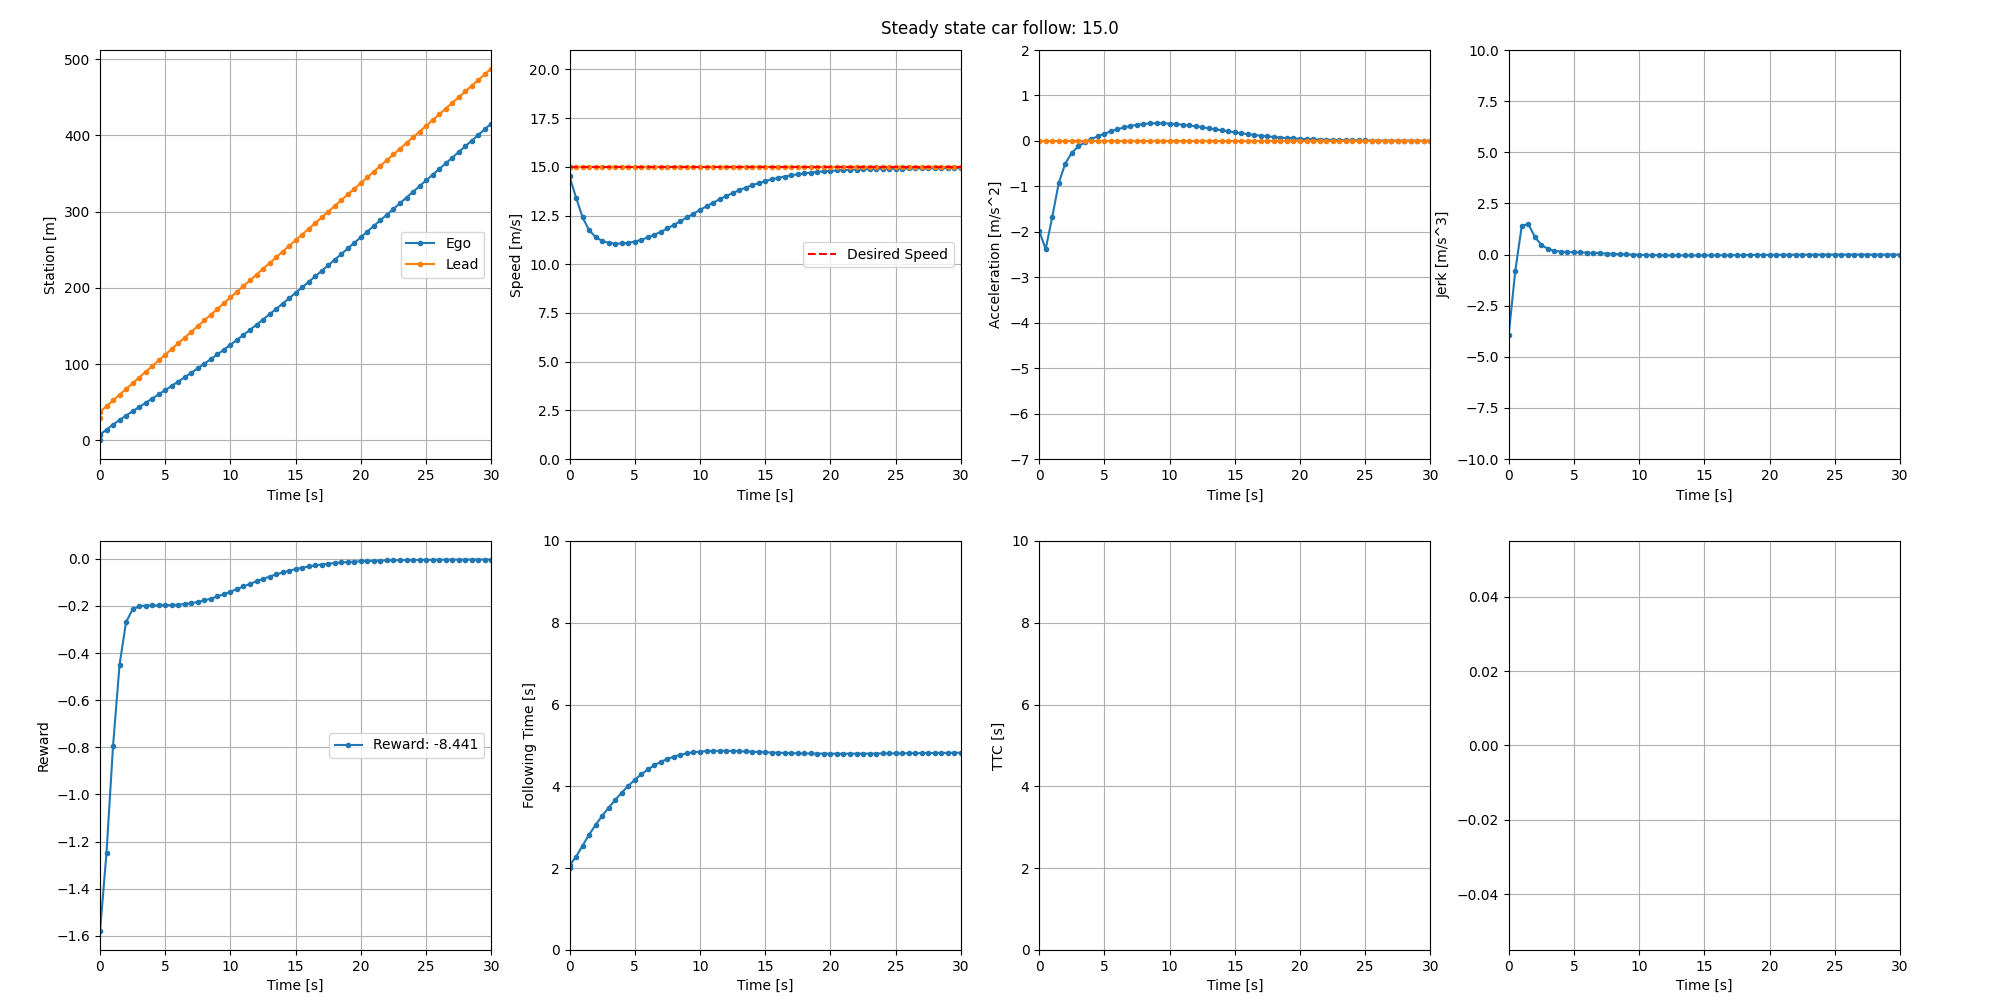 Steady state car follow: 15.0
Station [m]
500
400
300
200
100
0
Ego
Lead
0 5 10 15 20 25 30
Time [s]
Speed [m/s]
20.0
17.5
15.0
12.5
10.0
7.5
5.0
2.5
0.0
Desired Speed
0 5 10 15 20 25 30
Time [s]
Acceleration [m/s^2]
2
1
0
−1
−2
−3
−4
−5
−6
−7
0 5 10 15 20 25 30
Time [s]
Jerk [m/s^3]
10.0
7.5
5.0
2.5
0.0
−2.5
−5.0
−7.5
−10.0
0 5 10 15 20 25 30
Time [s]
Reward
0.0
−0.2
−0.4
−0.6
−0.8
−1.0
−1.2
−1.4
−1.6
Reward: -8.441
0 5 10 15 20 25 30
Time [s]
Following Time [s]
10
8
6
4
2
0
0 5 10 15 20 25 30
Time [s]
TTC [s]
10
8
6
4
2
0
0 5 10 15 20 25 30
Time [s]
0.04
0.02
0.00
−0.02
−0.04
0 5 10 15 20 25 30
Time [s]